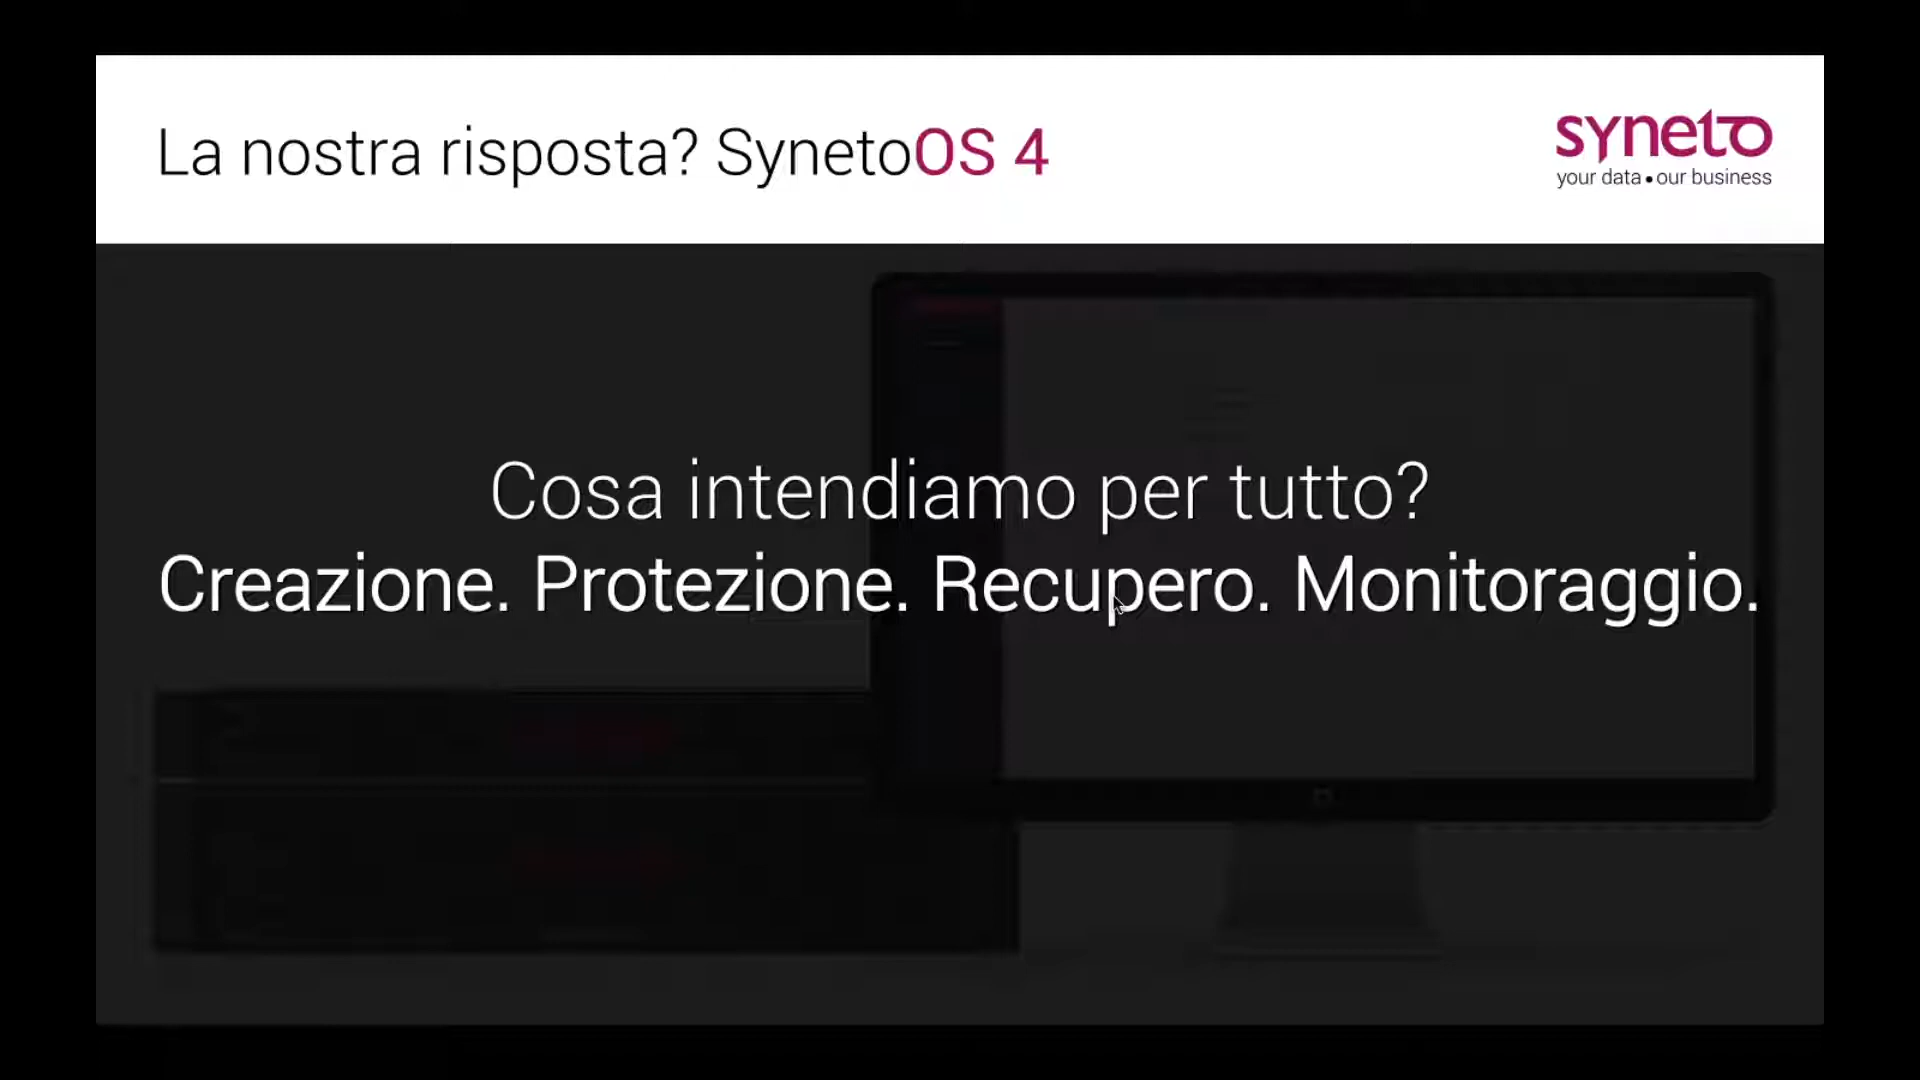 La nostra risposta? SynetoOS 4
syneto
your data•our business
Cosa intendiamo per tutto?
Creazione. Protezione. Recupero. Monitoraggio.